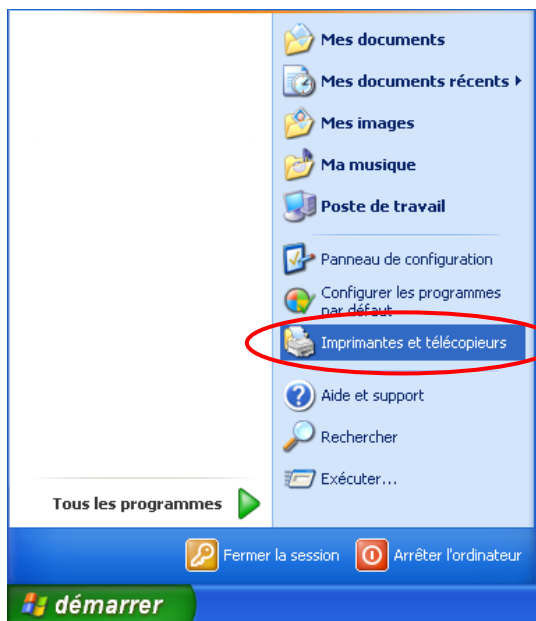 Mes documents
Mes documents récents
Mes images
Ma musique
Poste de travail
Panneau de configuration
Configurer les programmes
par défaut
Imprimantes et télécopieurs
Aide et support
Rechercher
Exécuter...
Tous les programmes
Fermer la session
Arrêter l'ordinateur
démarrer